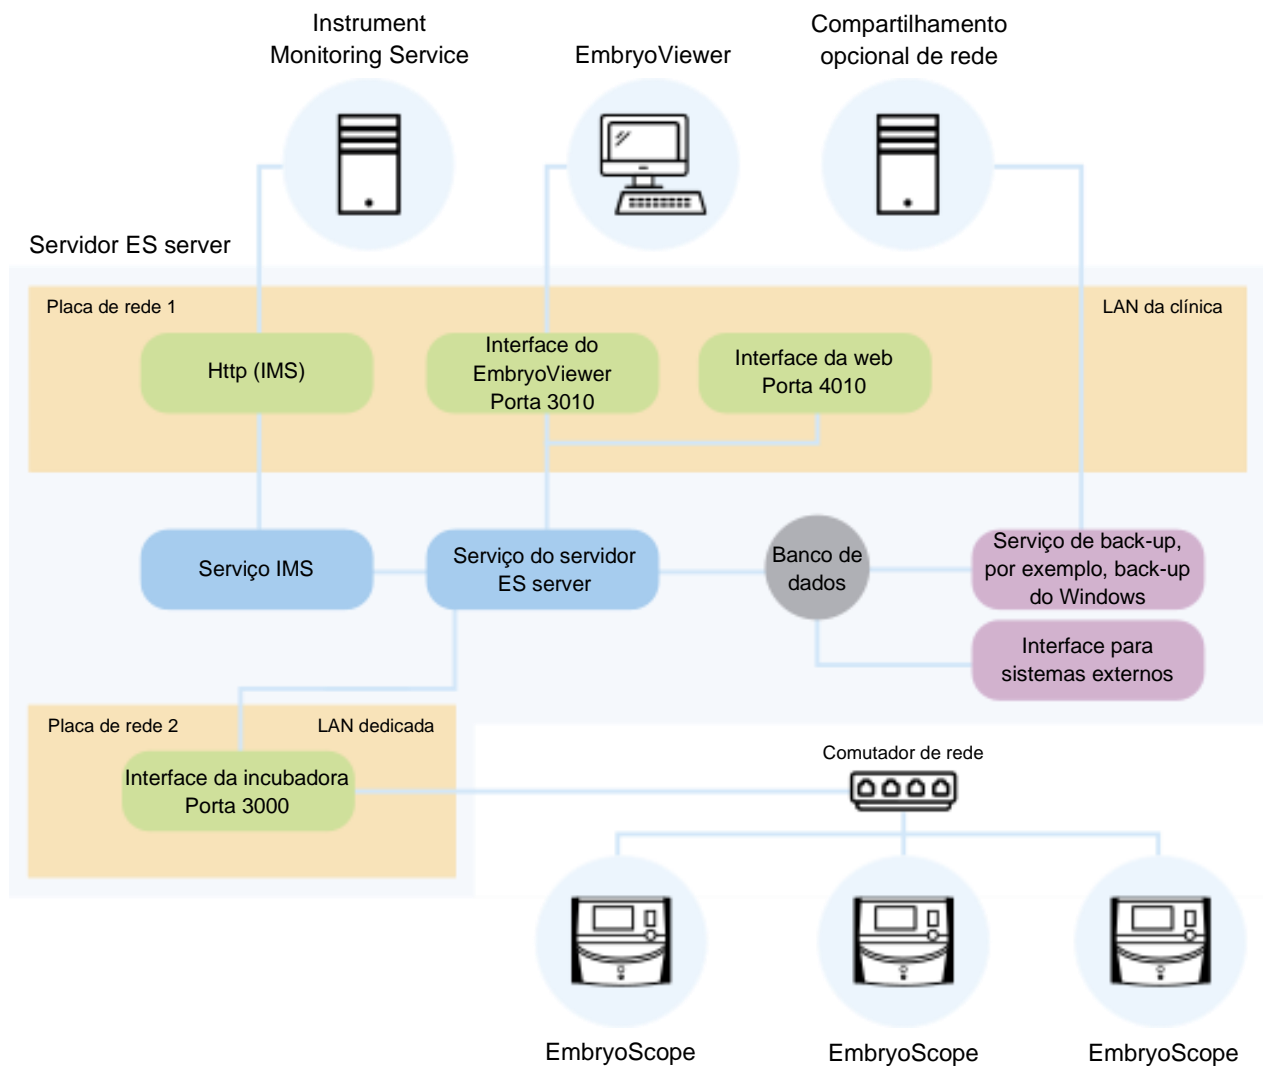 Instrument
Monitoring Service
EmbryoViewer
Compartilhamento
opcional de rede
Servidor ES server
Placa de rede 1
LAN da clínica
Http (IMS)
Interface do
EmbryoViewer
Porta 3010
Interface da web
Porta 4010
Serviço IMS
Serviço do servidor
ES server
Banco de
dados
Serviço de back-up,
por exemplo, back-up
do Windows
Interface para
sistemas externos
Placa de rede 2
LAN dedicada
Interface da incubadora
Porta 3000
Comutador de rede
EmbryoScope
EmbryoScope
EmbryoScope